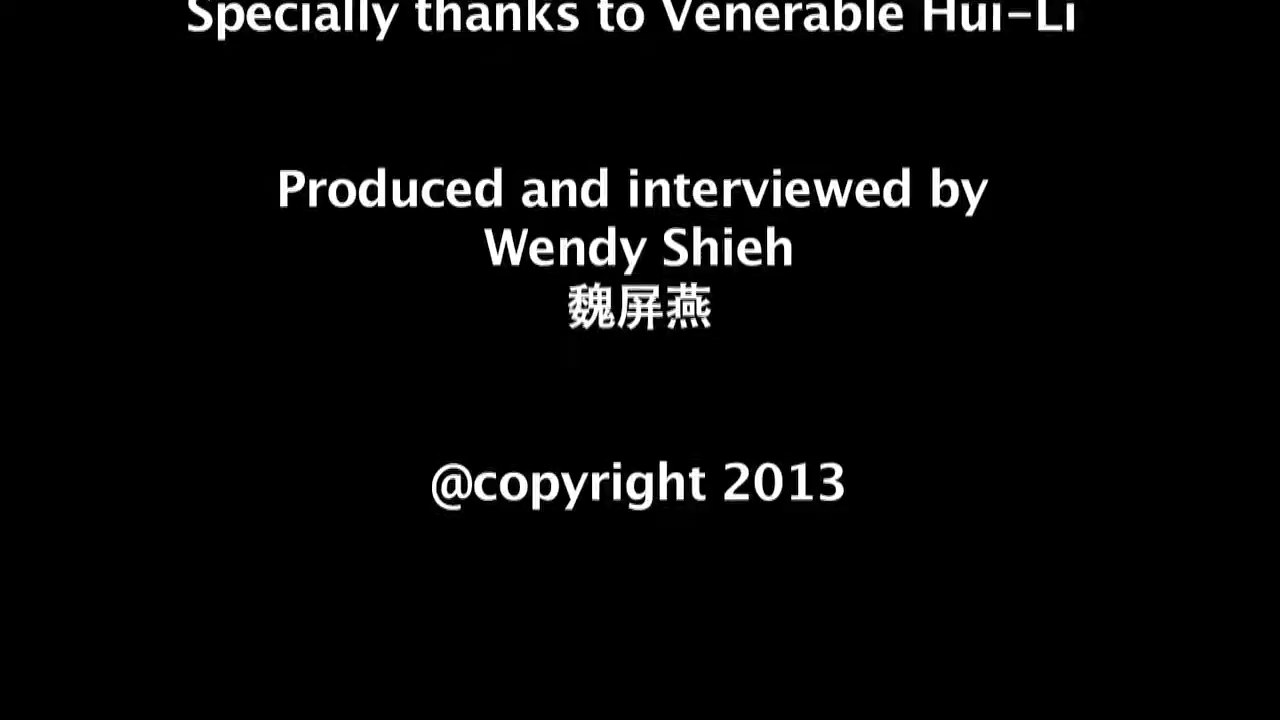 Specially thanks to Venerable Hui-Li
Produced and interviewed by
Wendy Shieh
魏屏燕
@copyright 2013